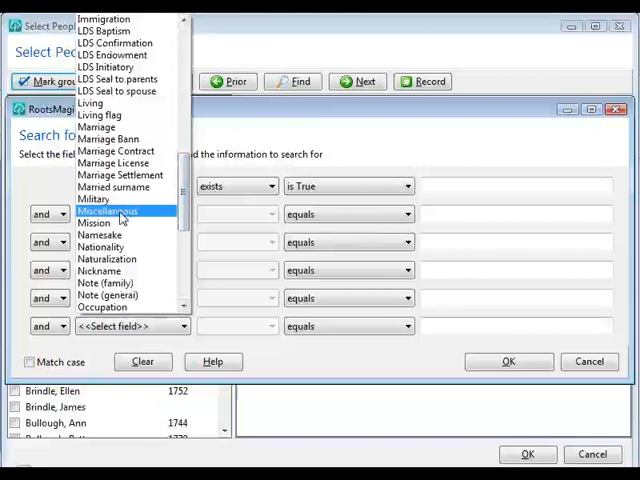 Select Peopl
Select Pe
Mark grou
Prior
Find
Next
Record
RootsMagi
Search fo
Select the field
nd the information to search for
exists
is True
and
equals
and
equals
and
equals
and
equals
and
<<Select field>>
equals
Immigration
LDS Baptism
LDS Confirmation
LDS Endowment
LDS Initiatory
LDS Seal to parents
LDS Seal to spouse
Living
Living flag
Marriage
Marriage Bann
Marriage Contract
Marriage License
Marriage Settlement
Married surname
Military
Miscellaneous
Mission
Namesake
Nationality
Naturalization
Nickname
Note (family)
Note (general)
Occupation
Match case
Clear
Help
OK
Cancel
Brindle, Ellen 1752
Brindle, James
Bullough, Ann 1744
OK
Cancel